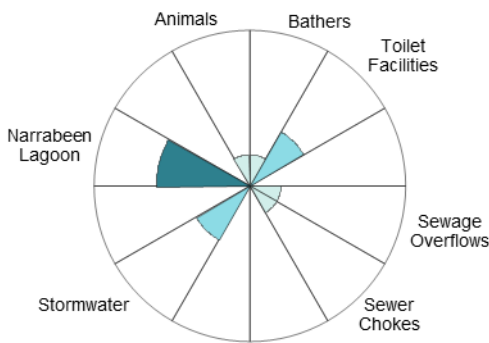 Animals
Bathers
Toilet
Facilities
Narrabeen
Lagoon
Sewage
Overflows
Stormwater
Sewer
Chokes